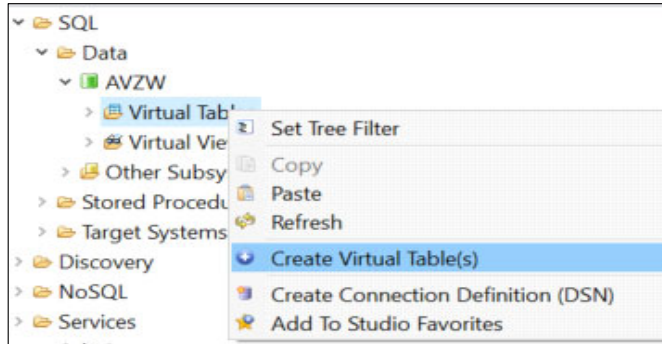 SQL
Data
AVZW
Virtual Tab
Virtual Vie
Other Subsy
Stored Procedu
Target Systems
Discovery
NoSQL
Services
Set Tree Filter
Copy
Paste
Refresh
Create Virtual Table(s)
Create Connection Definition (DSN)
Add To Studio Favorites